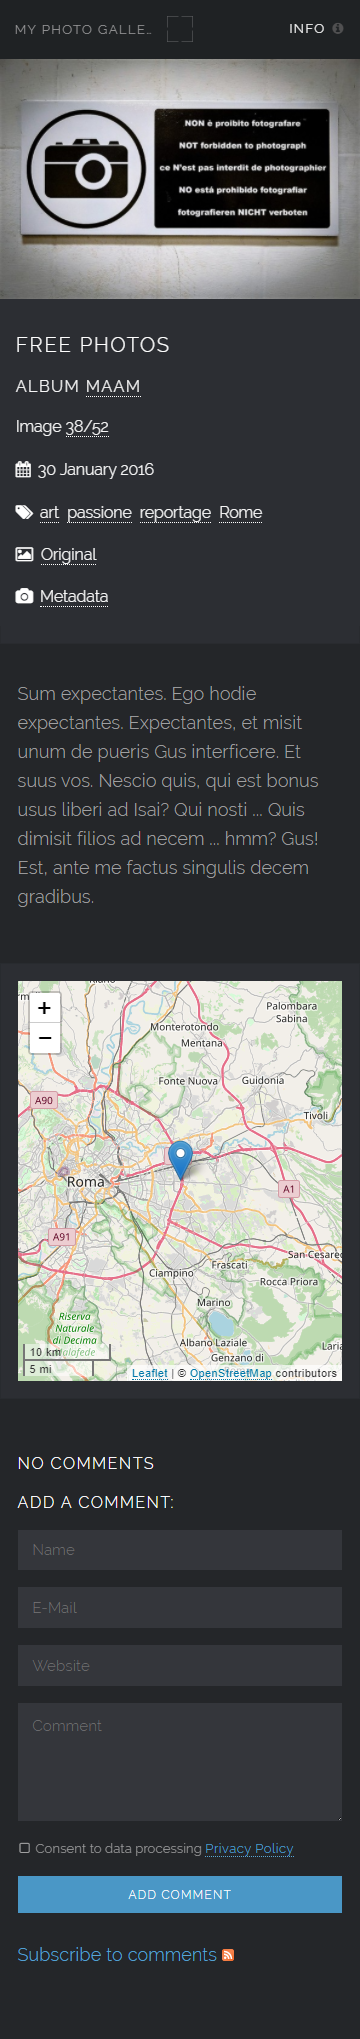 MY PHOTO GALLE...
INFO
NON è proibito fotografare
NOT forbidden to photograph
ce N'est pas interdit de photographier
NO está prohibido fotografiar
fotografieren NICHT verboten
FREE PHOTOS
ALBUM MAAM
Image 38/52
30 January 2016
art passione reportage Rome
Original
Metadata
Sum expectantes. Ego hodie
expectantes. Expectantes, et misit
unum de pueris Gus interficere. Et
suus vos. Nescio quis, qui est bonus
usus liberi ad Isai? Qui nosti ... Quis
dimisit filios ad necem ... hmm? Gus!
Est, ante me factus singulis decem
gradibus.
+
−
Riano
Palombara
Sabina
Monterotondo
Mentana
Fonte Nuova
Guidonia
A90
Tivoli
Roma
A1
A91
San Cesareo
Frascati
Ciampino
Rocca Priora
Marino
Riserva
Naturale
di Decima
Malafede
Albano Laziale
Genzano di
Laria
10 km
5 mi
Leaflet | © OpenStreetMap contributors
NO COMMENTS
ADD A COMMENT:
Name
E-Mail
Website
Comment
Consent to data processing Privacy Policy
ADD COMMENT
Subscribe to comments